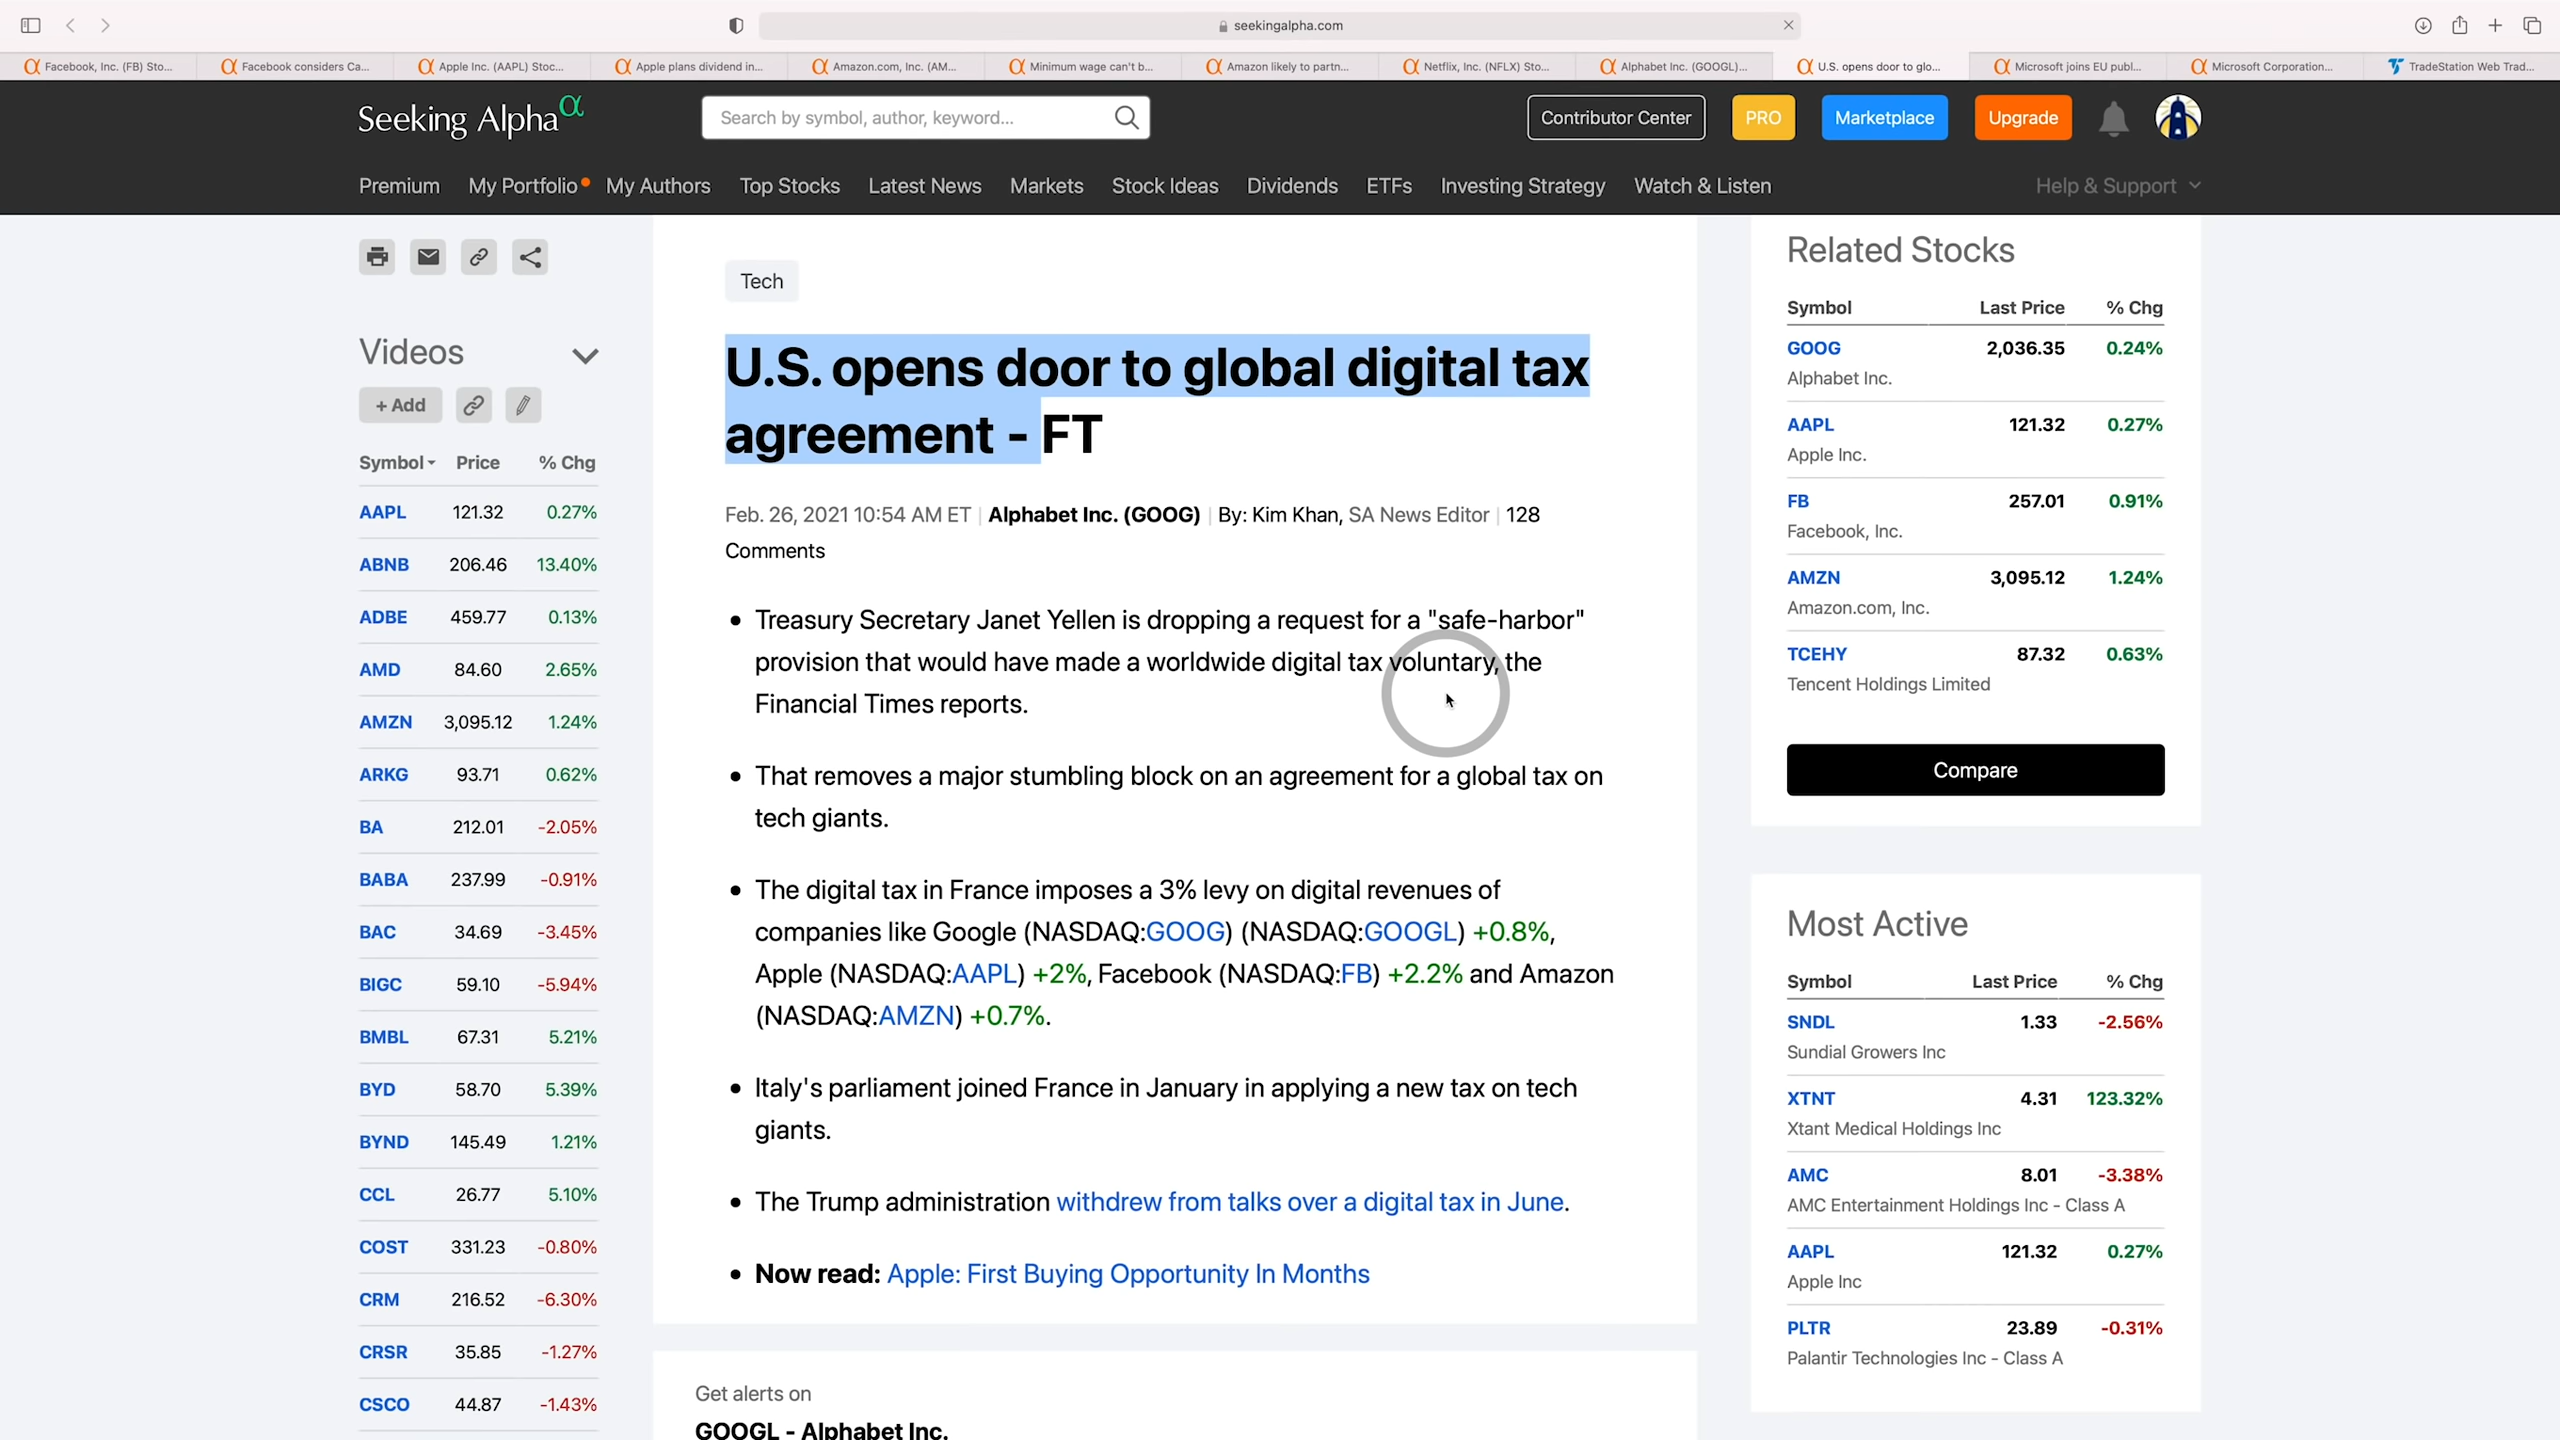 seekingalpha.com
Facebook, Inc. (FB) Sto...
Facebook considers Ca...
Apple Inc. (AAPL) Stoc...
Apple plans dividend in...
Amazon.com, Inc. (AM...
Minimum wage can't b...
Amazon likely to partn...
Netflix, Inc. (NFLX) Sto...
Alphabet Inc. (GOOGL)...
U.S. opens door to glo...
Microsoft joins EU publ...
Microsoft Corporation...
TradeStation Web Trad...
Seeking Alpha α
Search by symbol, author, keyword...
Contributor Center
PRO
Marketplace
Upgrade
Premium My Portfolio My Authors Top Stocks Latest News Markets Stock Ideas Dividends ETFs Investing Strategy Watch & Listen Help & Support
Videos
+ Add
Symbol Price % Chg
AAPL 121.32 0.27%
ABNB 206.46 13.40%
ADBE 459.77 0.13%
AMD 84.60 2.65%
AMZN 3,095.12 1.24%
ARKG 93.71 0.62%
BA 212.01 -2.05%
BABA 237.99 -0.91%
BAC 34.69 -3.45%
BIGC 59.10 -5.94%
BMBL 67.31 5.21%
BYD 58.70 5.39%
BYND 145.49 1.21%
CCL 26.77 5.10%
COST 331.23 -0.80%
CRM 216.52 -6.30%
CRSR 35.85 -1.27%
CSCO 44.87 -1.43%
Tech
U.S. opens door to global digital tax
agreement - FT
Feb. 26, 2021 10:54 AM ET | Alphabet Inc. (GOOG) | By: Kim Khan, SA News Editor | 128
Comments
• Treasury Secretary Janet Yellen is dropping a request for a "safe-harbor"
provision that would have made a worldwide digital tax voluntary, the
Financial Times reports.
• That removes a major stumbling block on an agreement for a global tax on
tech giants.
• The digital tax in France imposes a 3% levy on digital revenues of
companies like Google (NASDAQ:GOOG) (NASDAQ:GOOGL) +0.8%,
Apple (NASDAQ:AAPL) +2%, Facebook (NASDAQ:FB) +2.2% and Amazon
(NASDAQ:AMZN) +0.7%.
• Italy's parliament joined France in January in applying a new tax on tech
giants.
• The Trump administration withdrew from talks over a digital tax in June.
• Now read: Apple: First Buying Opportunity In Months
Get alerts on
GOOGL - Alphabet Inc.
Related Stocks
Symbol Last Price % Chg
GOOG 2,036.35 0.24%
Alphabet Inc.
AAPL 121.32 0.27%
Apple Inc.
FB 257.01 0.91%
Facebook, Inc.
AMZN 3,095.12 1.24%
Amazon.com, Inc.
TCEHY 87.32 0.63%
Tencent Holdings Limited
Compare
Most Active
Symbol Last Price % Chg
SNDL 1.33 -2.56%
Sundial Growers Inc
XTNT 4.31 123.32%
Xtant Medical Holdings Inc
AMC 8.01 -3.38%
AMC Entertainment Holdings Inc - Class A
AAPL 121.32 0.27%
Apple Inc
PLTR 23.89 -0.31%
Palantir Technologies Inc - Class A